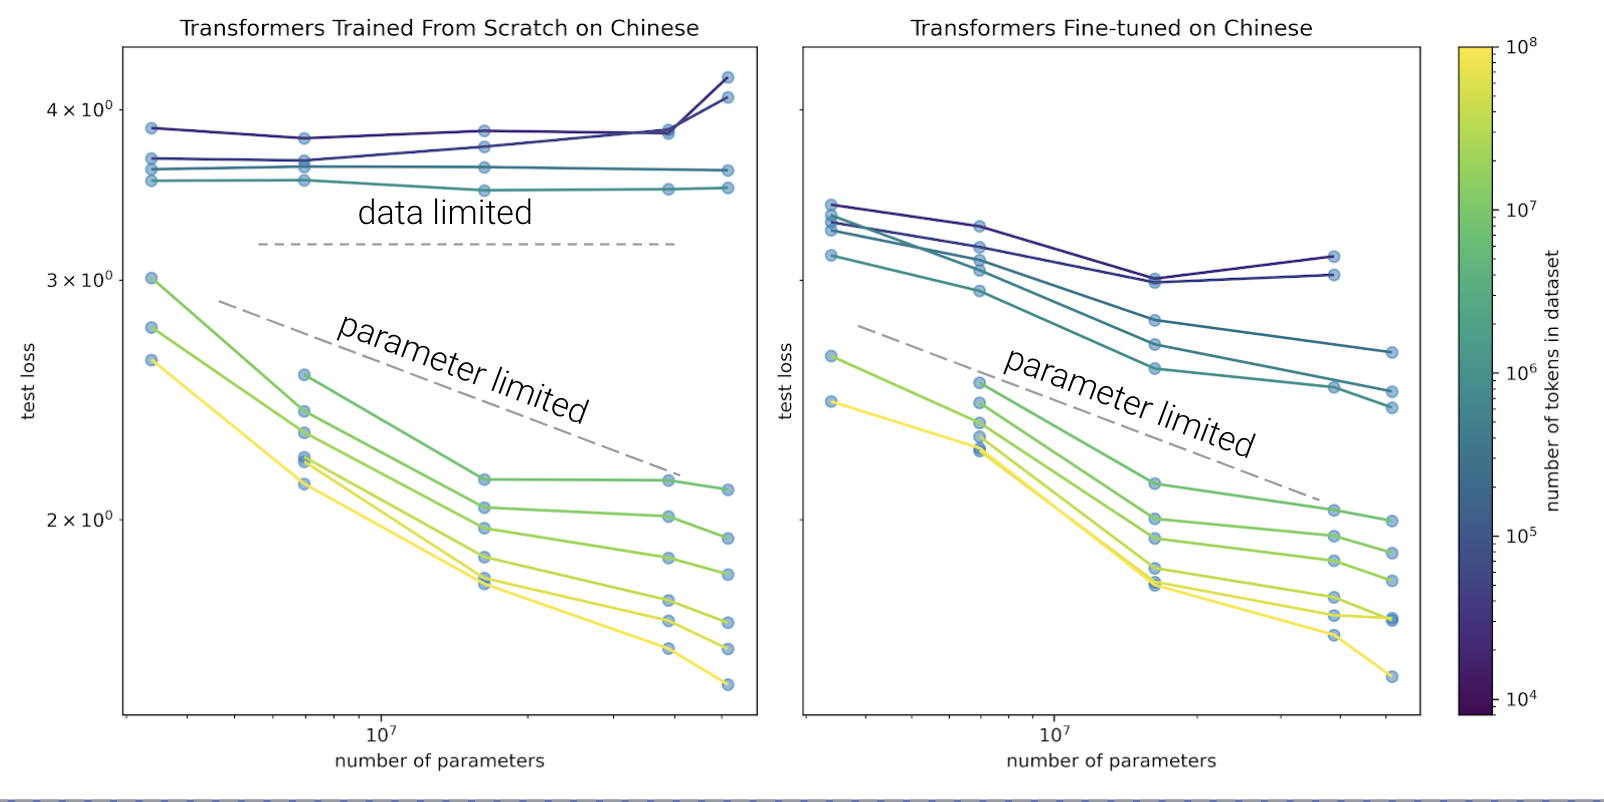 Transformers Trained From Scratch on Chinese
4 × 10⁰
3 × 10⁰
2 × 10⁰
test loss
data limited
parameter limited
10⁷
number of parameters
Transformers Fine-tuned on Chinese
test loss
parameter limited
10⁷
number of parameters
10⁸
10⁷
10⁶
10⁵
10⁴
number of tokens in dataset